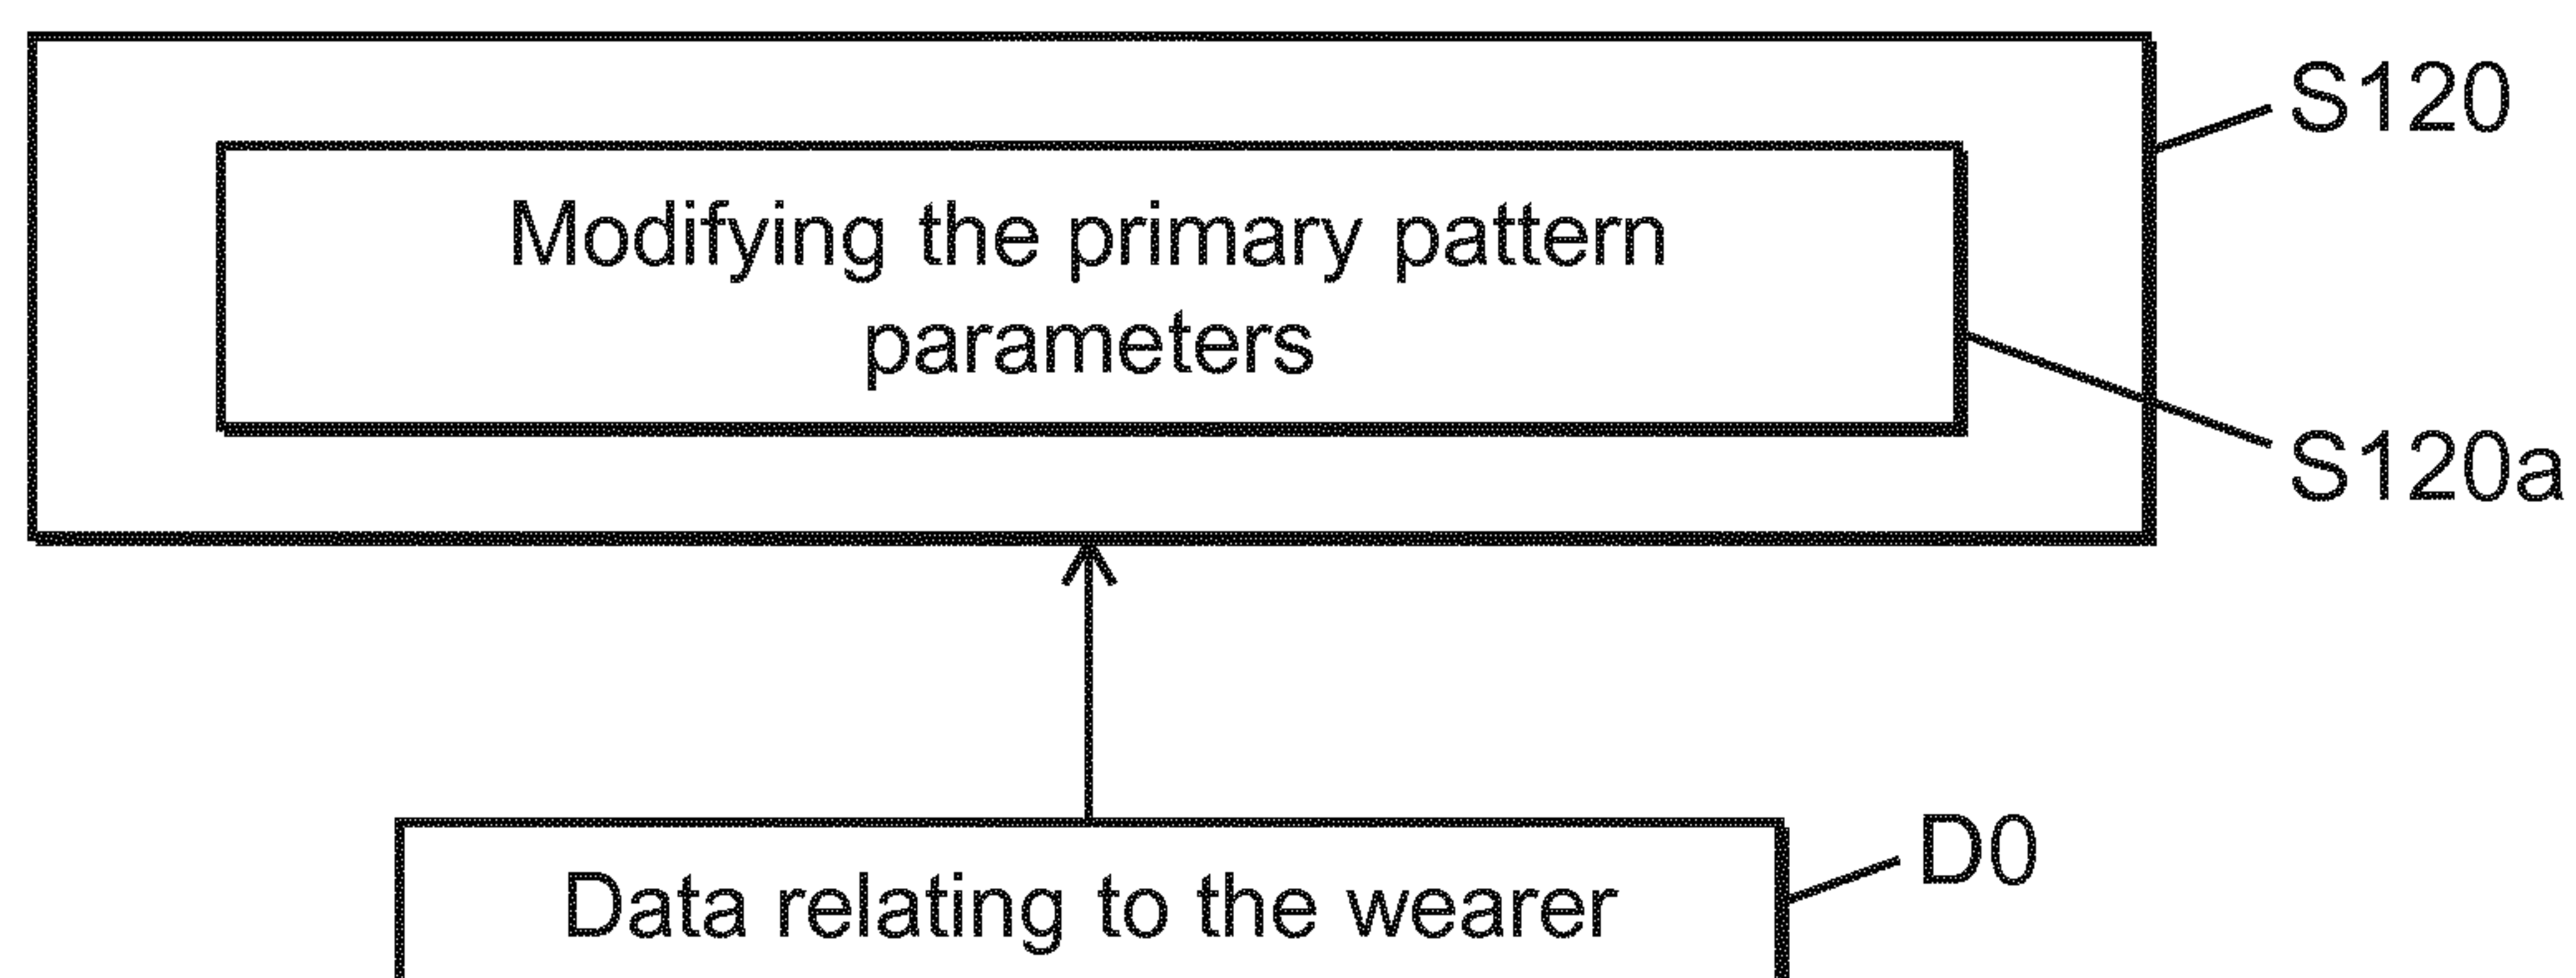 S120
Modifying the primary pattern
parameters
S120a
D0
Data relating to the wearer